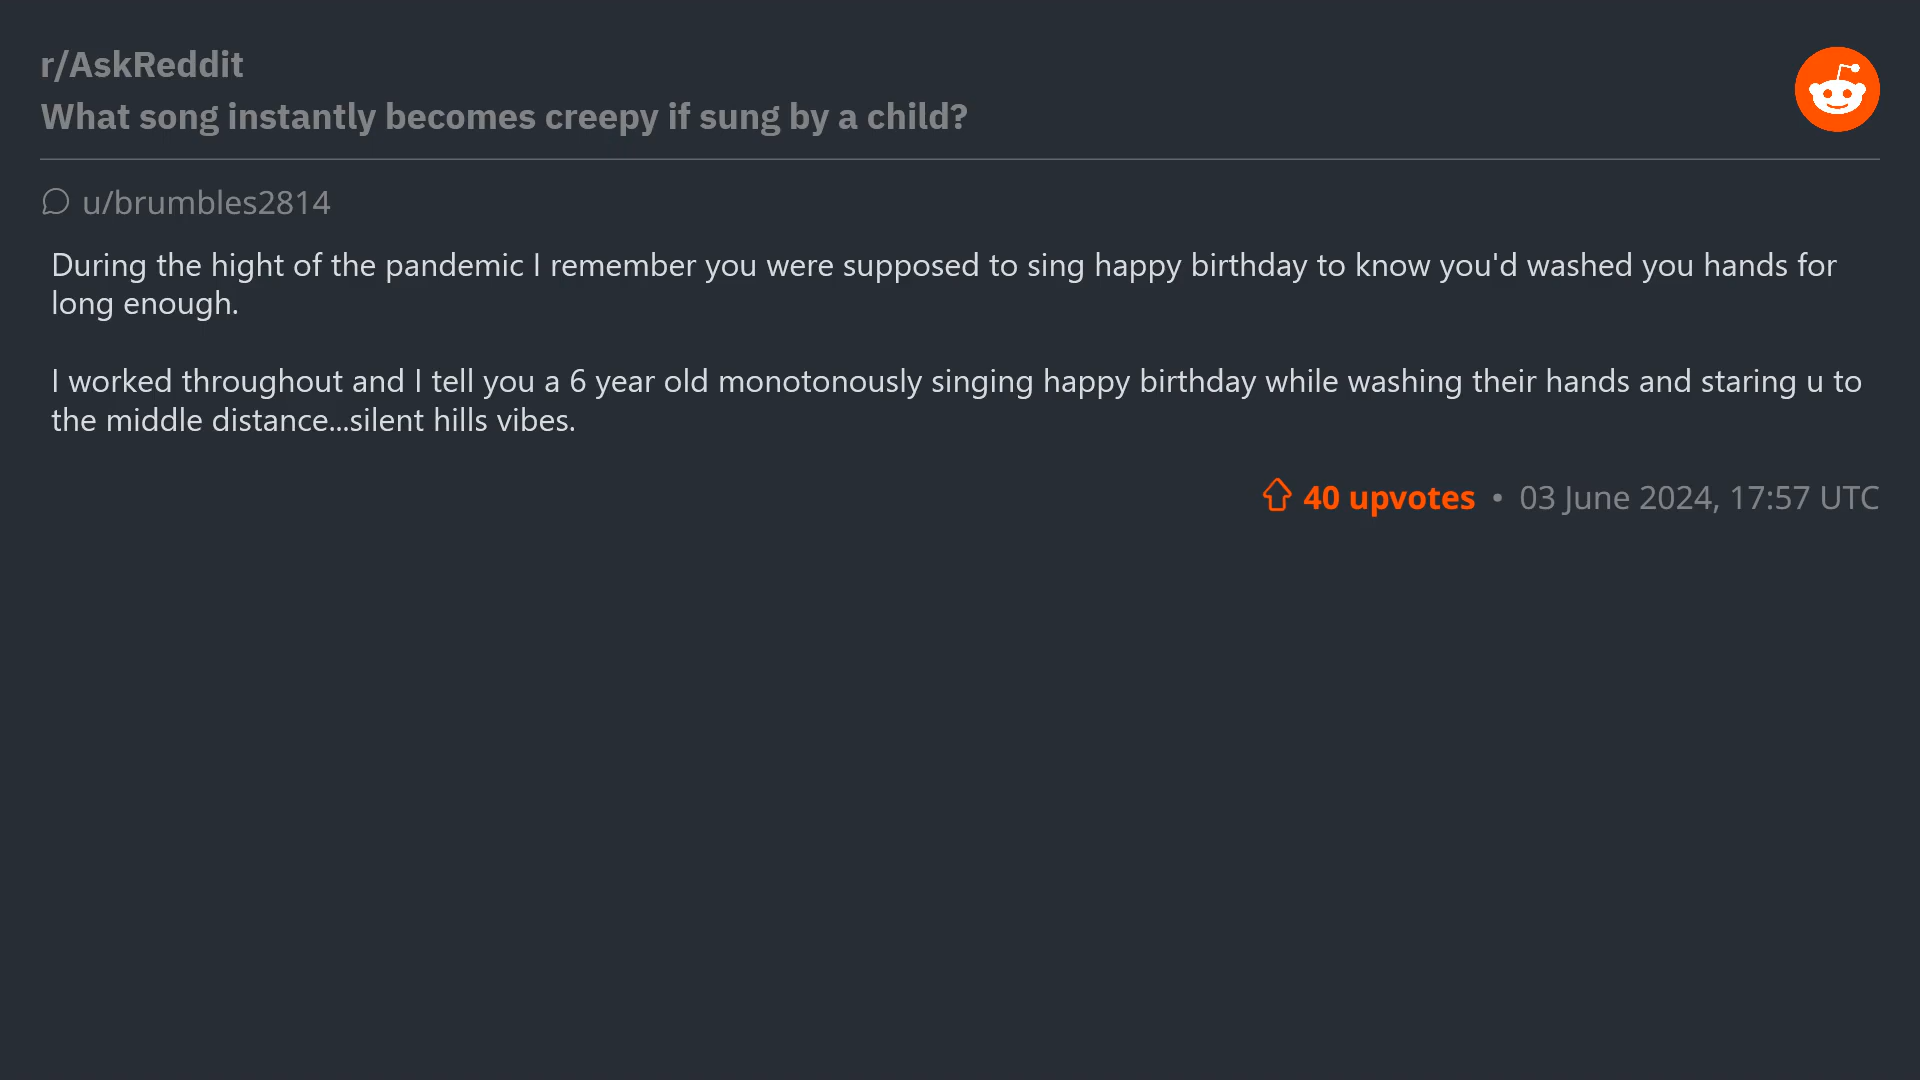 r/AskReddit
What song instantly becomes creepy if sung by a child?
u/brumbles2814
During the hight of the pandemic I remember you were supposed to sing happy birthday to know you'd washed you hands for
long enough.
I worked throughout and I tell you a 6 year old monotonously singing happy birthday while washing their hands and staring u to
the middle distance...silent hills vibes.
40 upvotes • 03 June 2024, 17:57 UTC